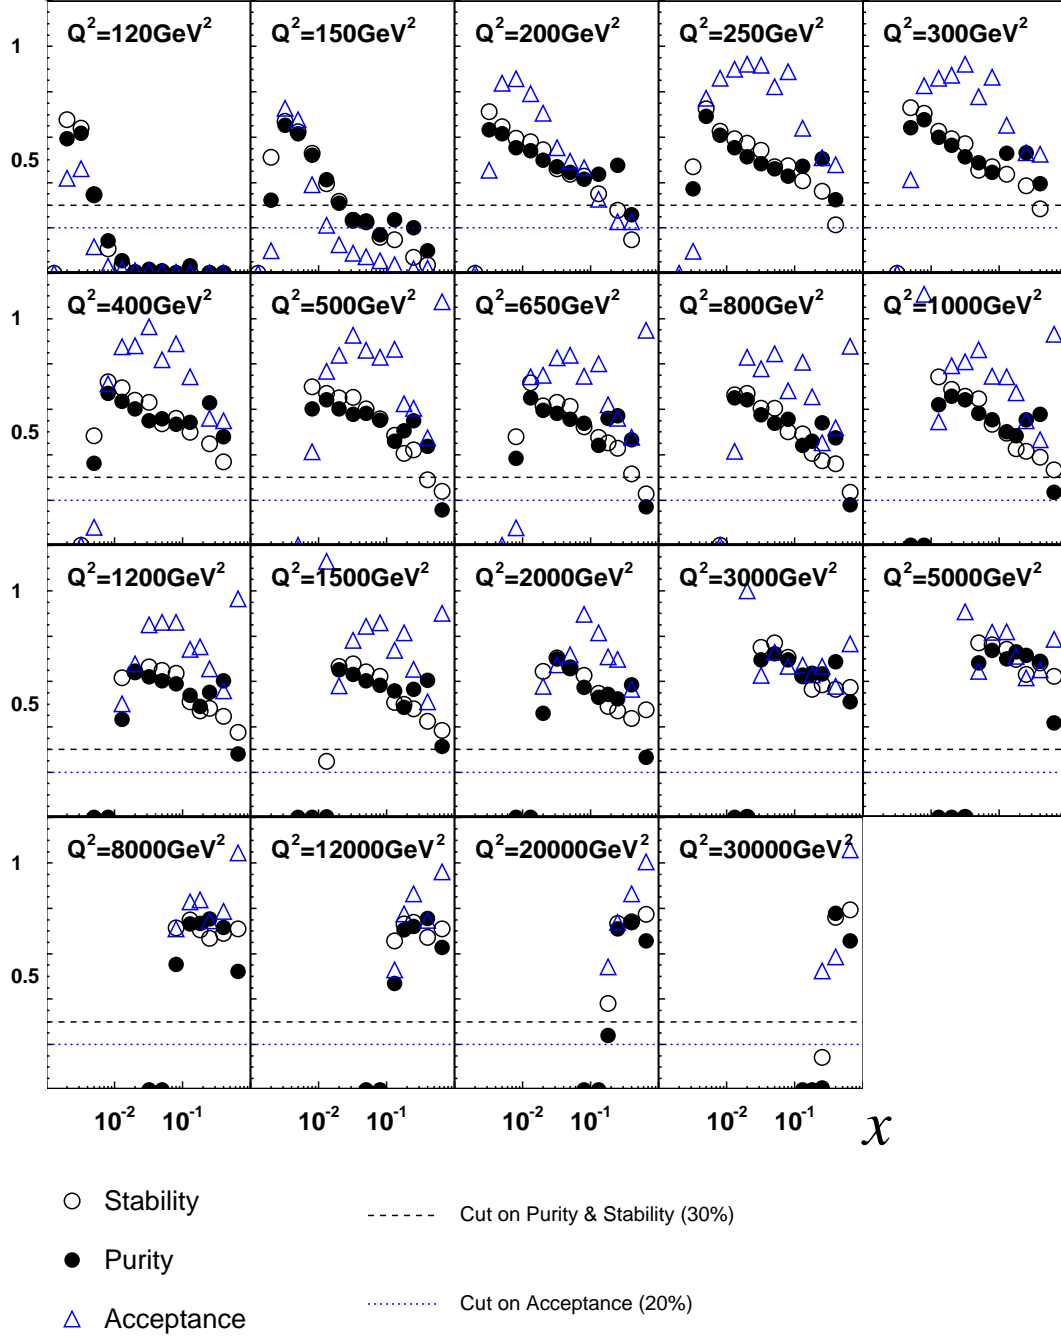 Q²=120GeV² Q²=150GeV² Q²=200GeV² Q²=250GeV² Q²=300GeV²
1
0.5
Q²=400GeV² Q²=500GeV² Q²=650GeV² Q²=800GeV² Q²=1000GeV²
1
0.5
Q²=1200GeV² Q²=1500GeV² Q²=2000GeV² Q²=3000GeV² Q²=5000GeV²
1
0.5
Q²=8000GeV² Q²=12000GeV² Q²=20000GeV² Q²=30000GeV²
1
0.5
10⁻² 10⁻¹ 10⁻² 10⁻¹ 10⁻² 10⁻¹ 10⁻² 10⁻¹ x
Stability
Cut on Purity & Stability (30%)
Purity
Cut on Acceptance (20%)
Acceptance